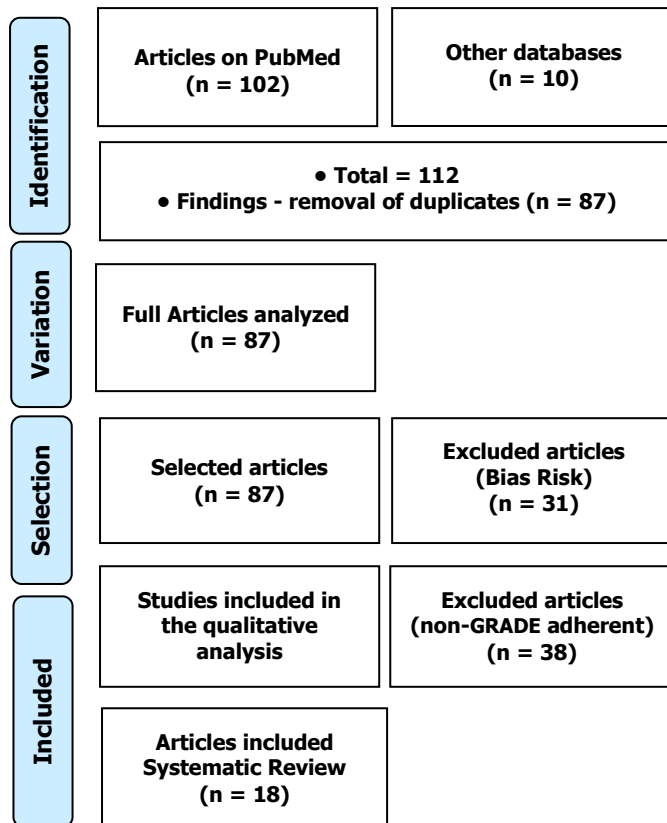 Identification
Articles on PubMed
(n = 102)
Other databases
(n = 10)
• Total = 112
• Findings - removal of duplicates (n = 87)
Variation
Full Articles analyzed
(n = 87)
Selection
Selected articles
(n = 87)
Excluded articles
(Bias Risk)
(n = 31)
Included
Studies included in
the qualitative
analysis
Excluded articles
(non-GRADE adherent)
(n = 38)
Articles included
Systematic Review
(n = 18)